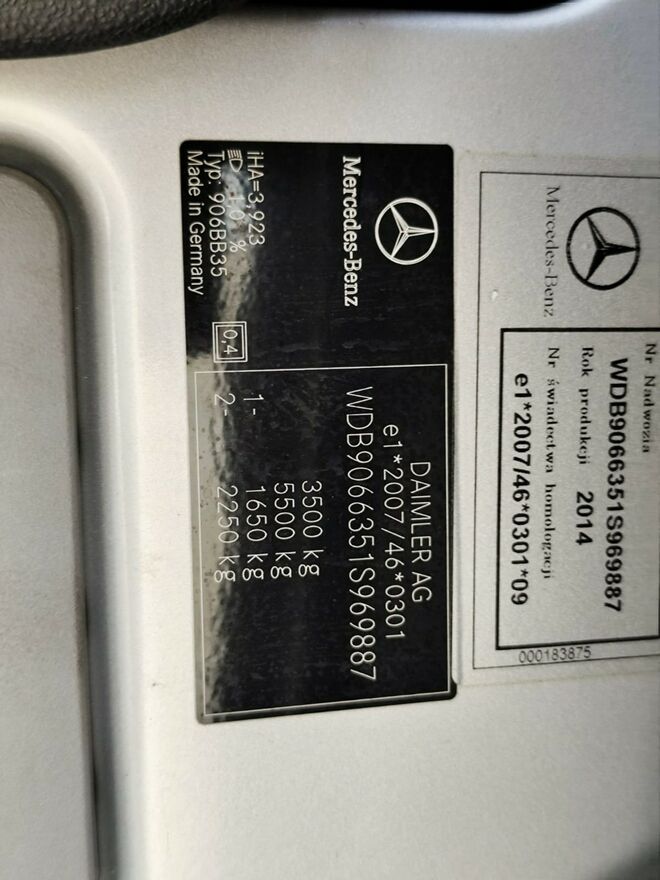 Mercedes-Benz
Nr Nadwozia
WDB9066351S969887
Rok produkcji 2014
Nr świadectwa homologacji
e1*2007/46*0301*09
000183875
Mercedes-Benz
iHA=3,923
1,0 %
Typ: 906BB35
Made in Germany
0,4
DAIMLER AG
e1*2007/46*0301
WDB9066351S969887
3500 kg
5500 kg
1- 1650 kg
2- 2250 kg